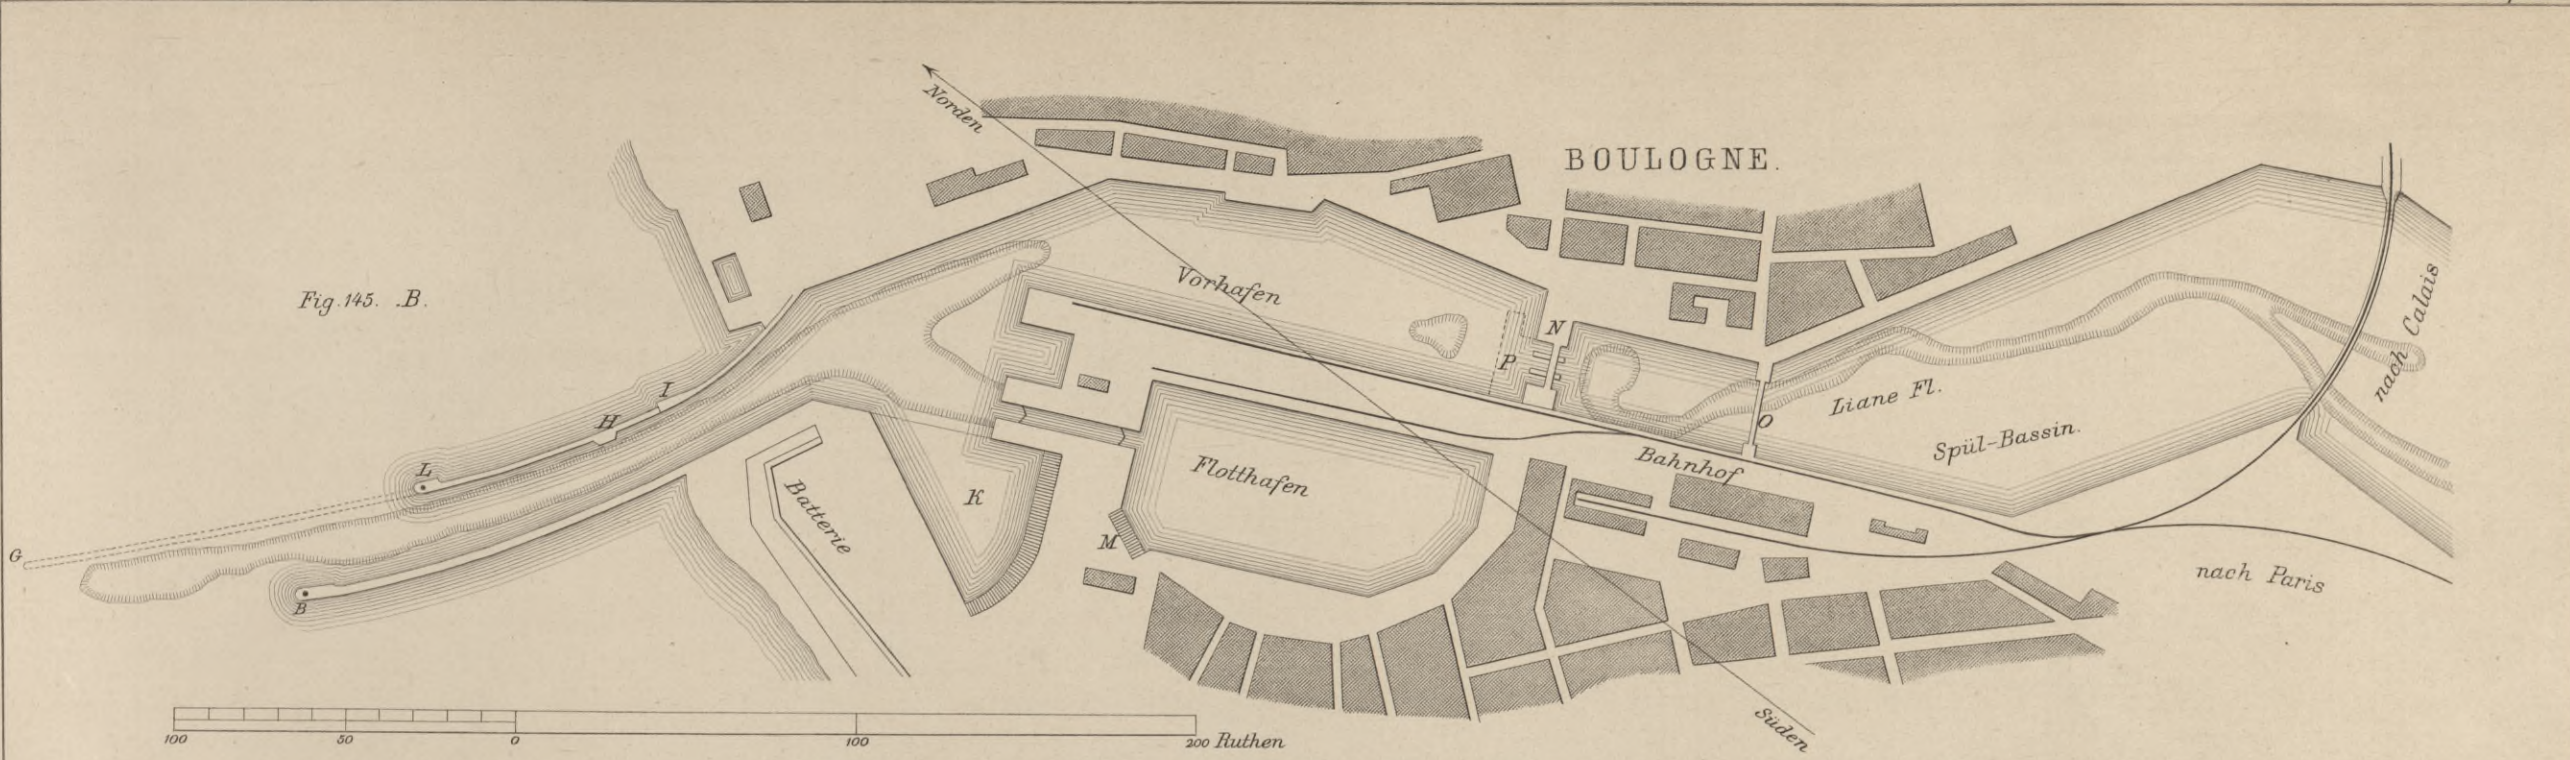 Norden
BOULOGNE.
Fig. 145. B.
Vorhafen
nach Calais
N
P
I
H
L
Liane Fl.
O
Spül-Bassin.
Bahnhof
Flotthafen
K
Batterie
M
G
B
nach Paris
Süden
100 50 0 100 200 Ruthen